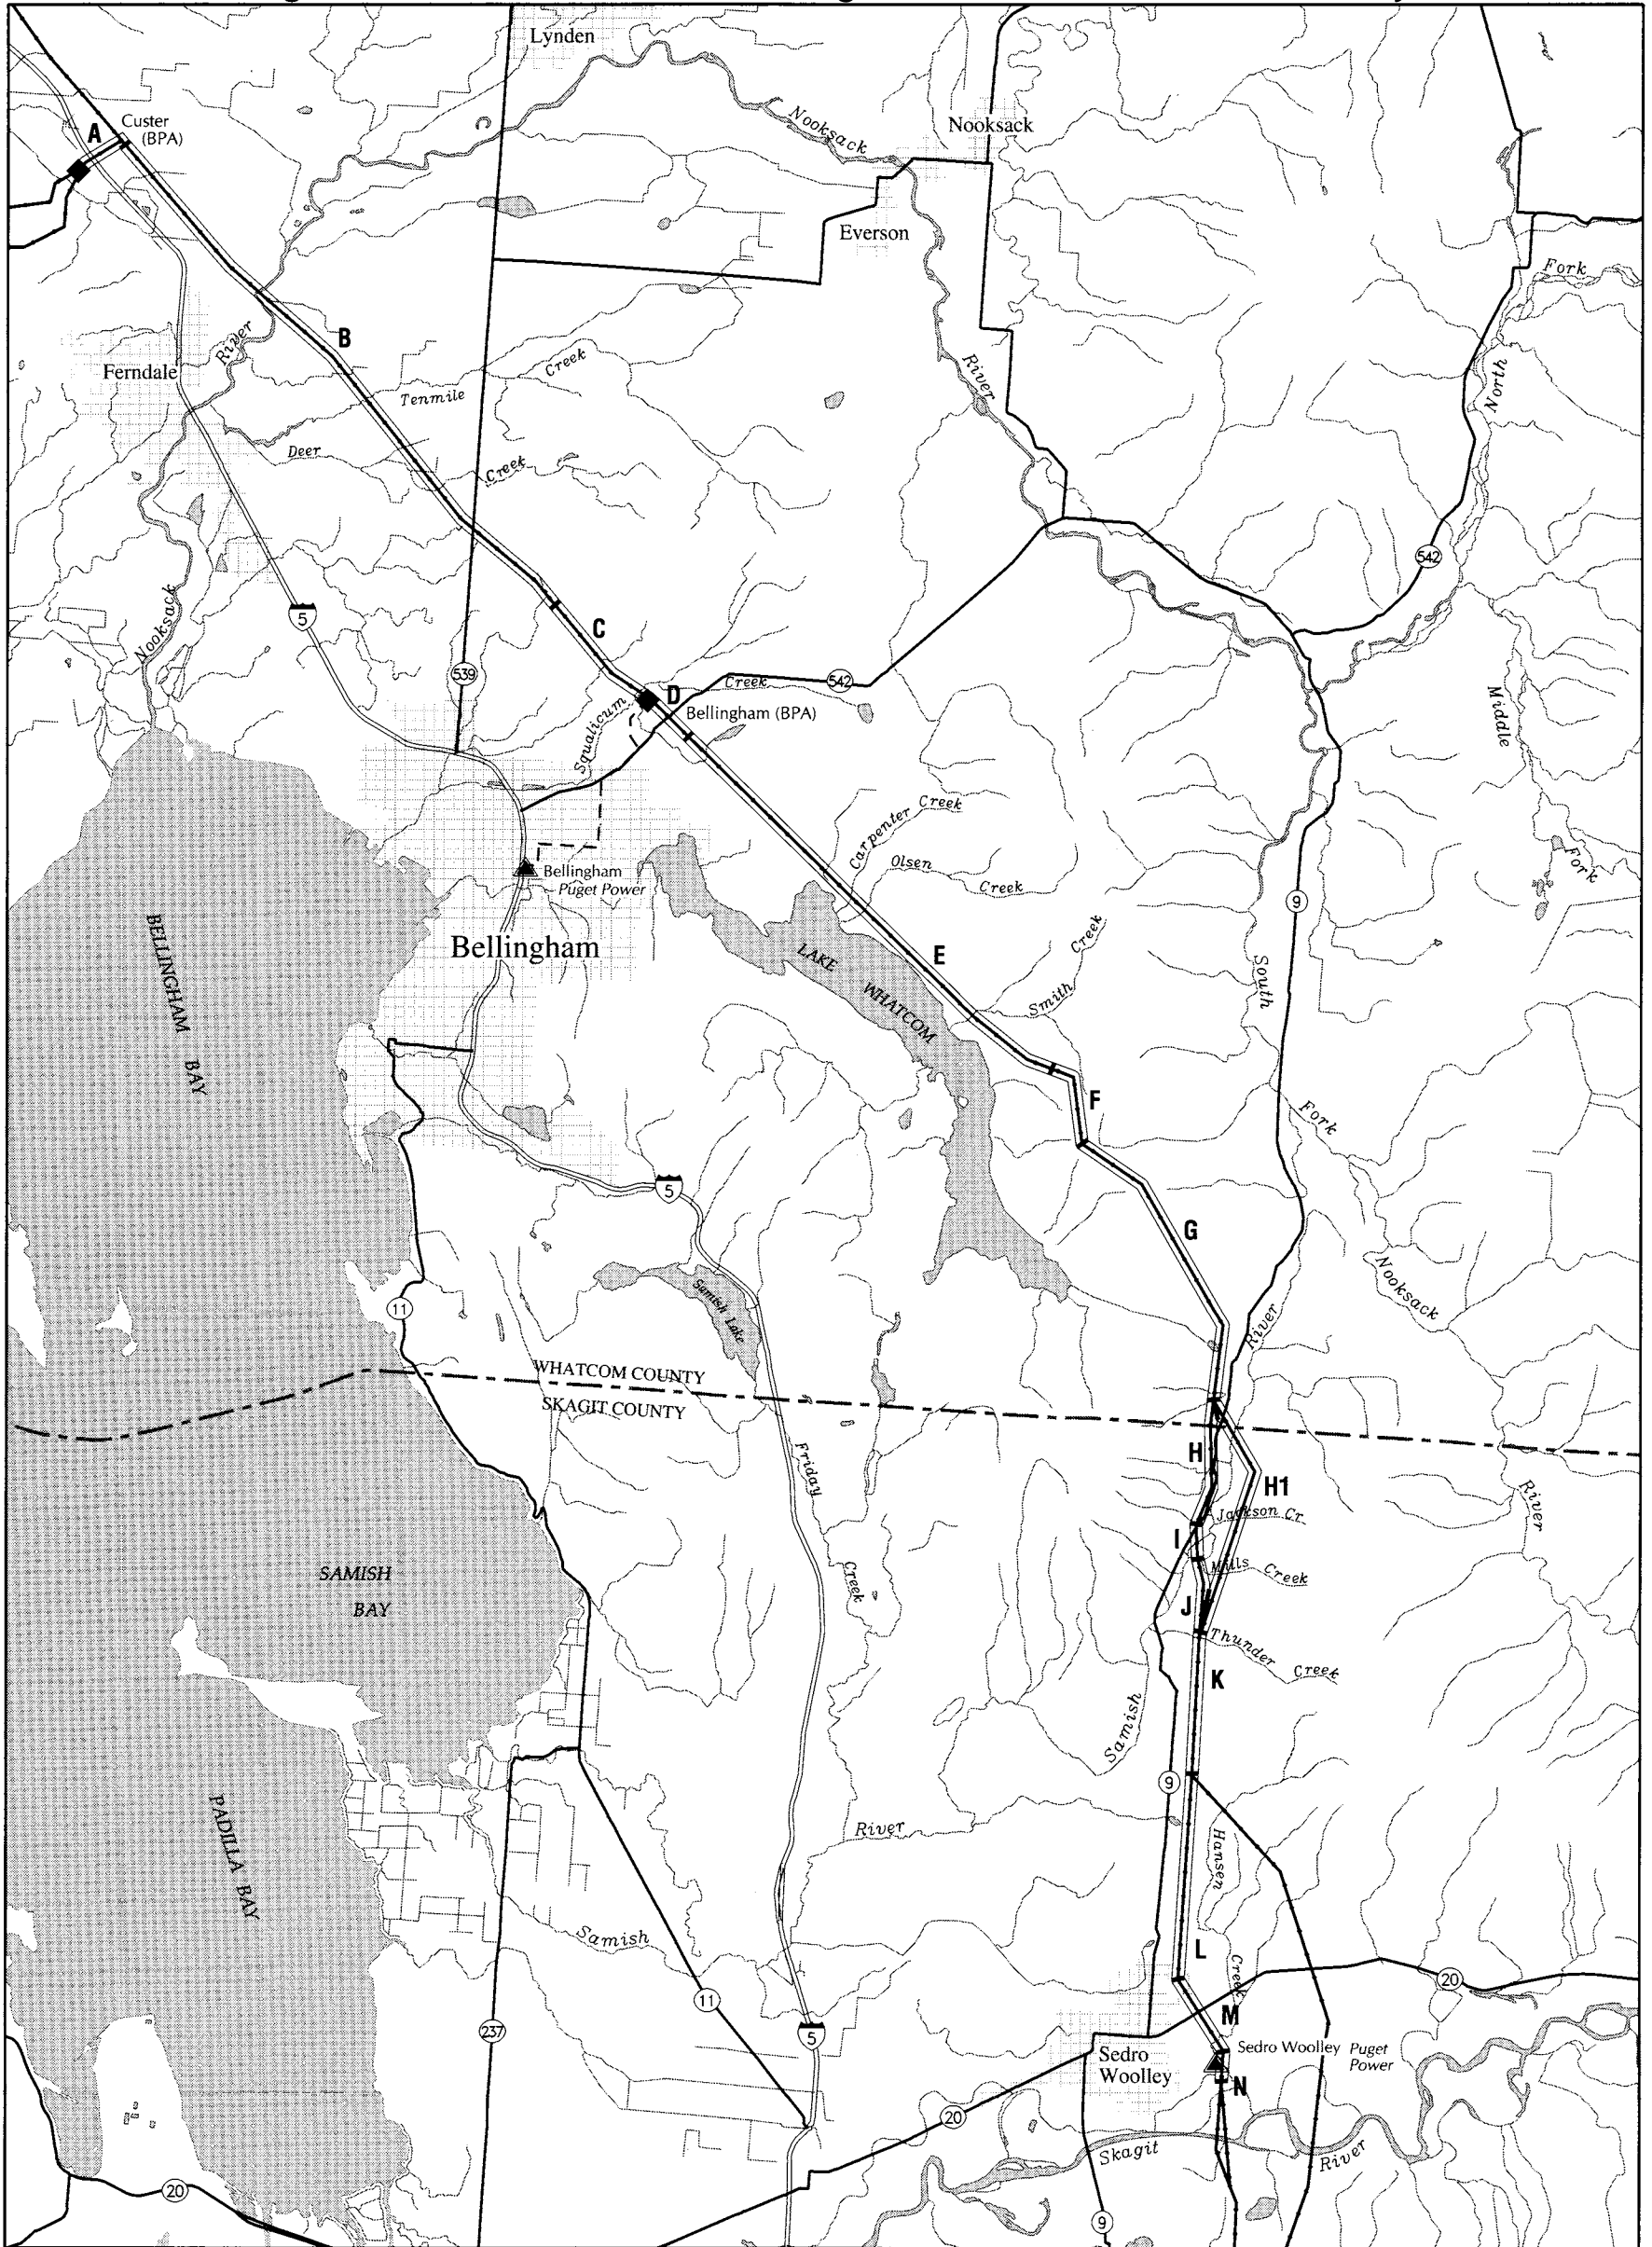 Lynden
Nooksack
Nooksack
A
Custer
(BPA)
Everson
Fork
B
River
Ferndale
Creek
River
North
Tenmile
Deer
Creek
542
Nooksack
5
C
539
Creek
542
D
Bellingham (BPA)
Squalicum
Middle
Carpenter Creek
Olsen
Creek
Fork
Bellingham
Puget Power
9
BELLINGHAM
BAY
Bellingham
LAKE
WHATCOM
E
Creek
Smith
South
F
Fork
5
G
Nooksack
Samish Lake
11
River
WHATCOM COUNTY
SKAGIT COUNTY
H
H1
Friday
River
Jackson Cr.
I
Mills Creek
SAMISH
BAY
Creek
J
Thunder
Creek
K
Samish
9
PADILLA BAY
River
Hansen
Samish
L
Creek
20
11
M
237
5
Sedro Woolley Puget
Power
Sedro
Woolley
N
20
Skagit
River
20
9